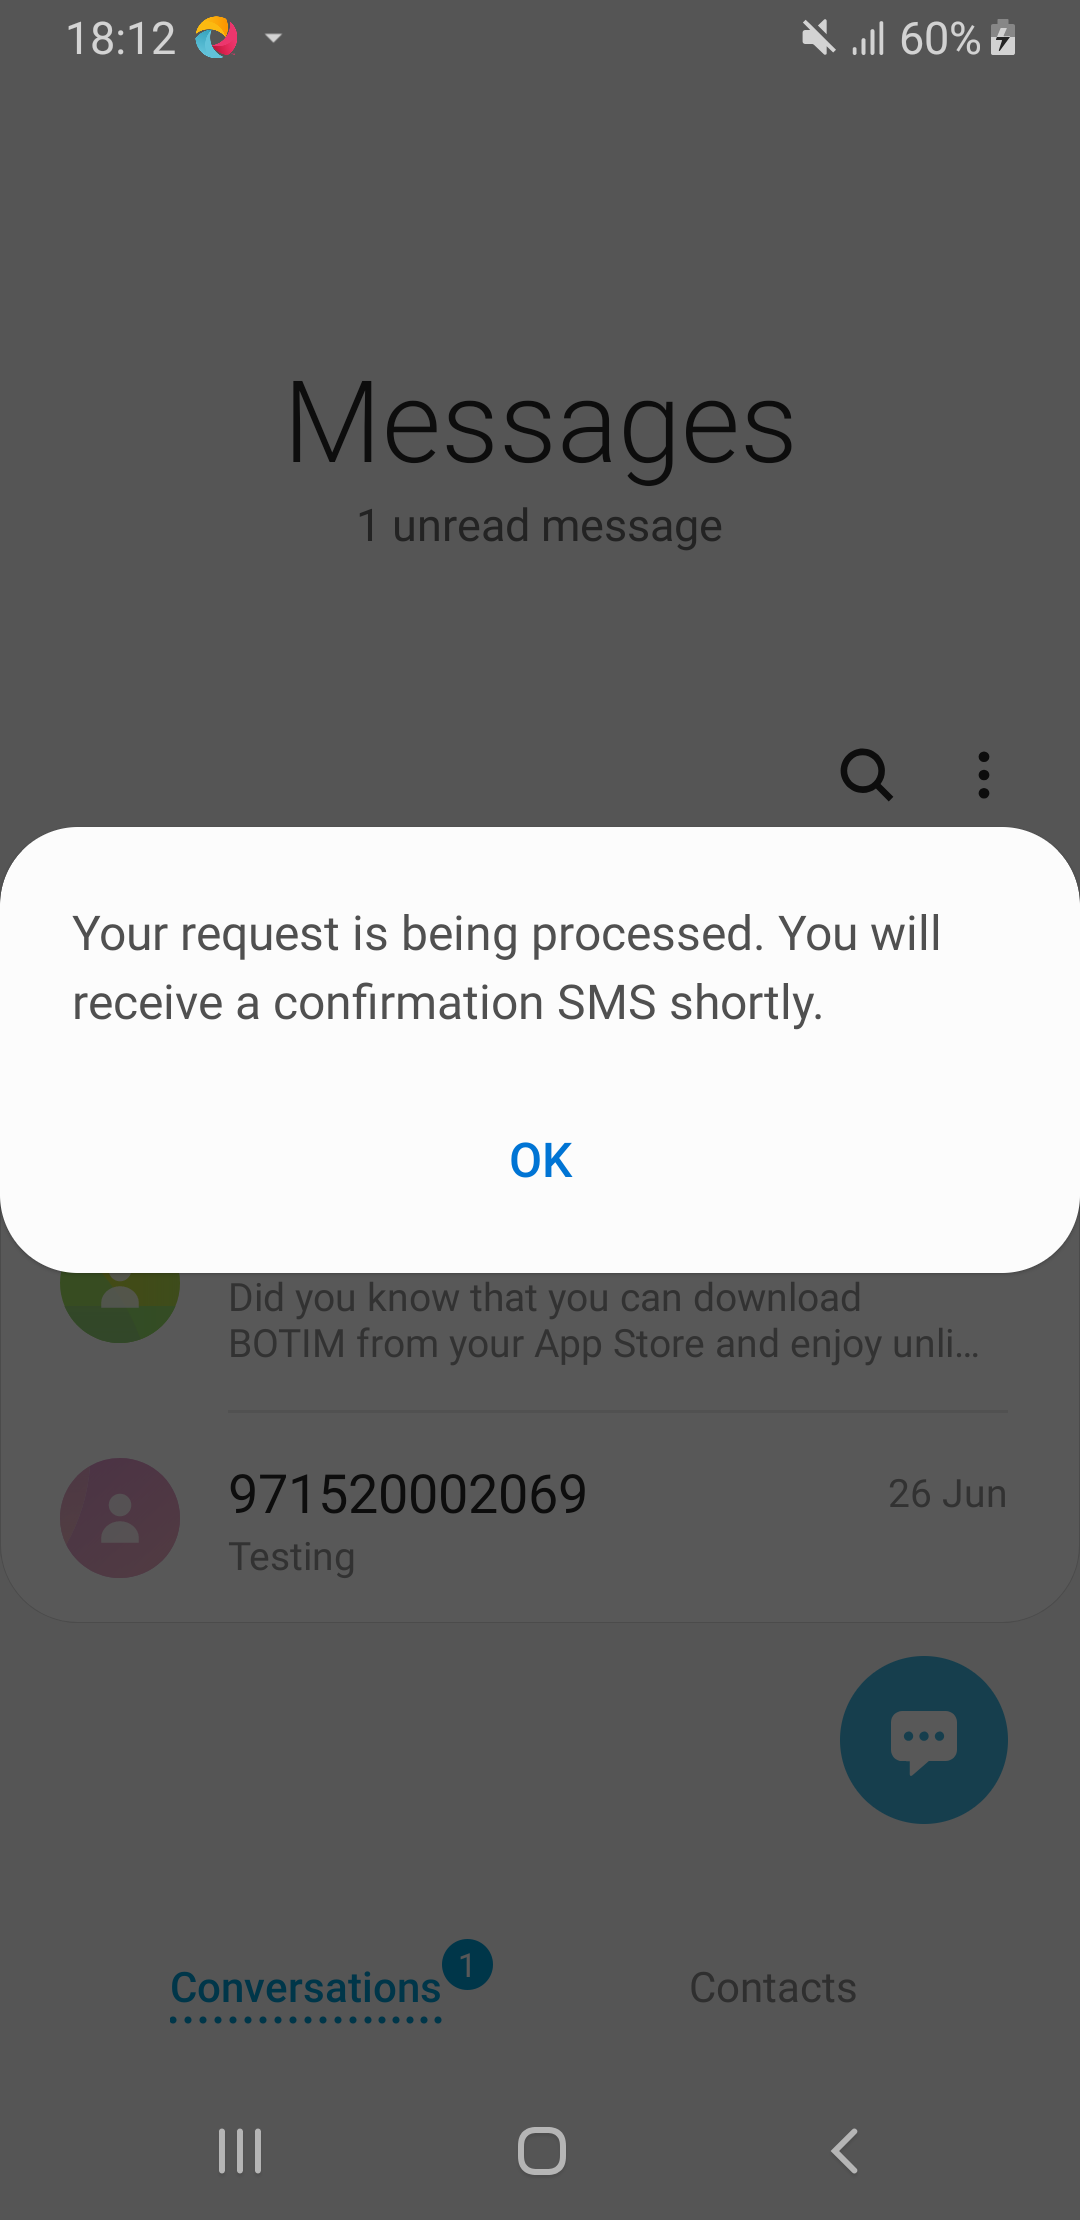 18:12
60%
Messages
1 unread message
Your request is being processed. You will
receive a confirmation SMS shortly.
OK
Did you know that you can download
BOTIM from your App Store and enjoy unli...
971520002069
26 Jun
Testing
Conversations
1
Contacts